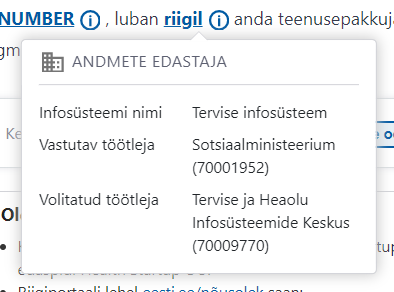 NUMBER , luban riigil anda teenusepakkuja
ANDMETE EDASTAJA
Infosüsteemi nimi Tervise infosüsteem
Vastutav töötleja Sotsiaalministeerium
(70001952)
Volitatud töötleja Tervise ja Heaolu
Infosüsteemide Keskus
(70009770)